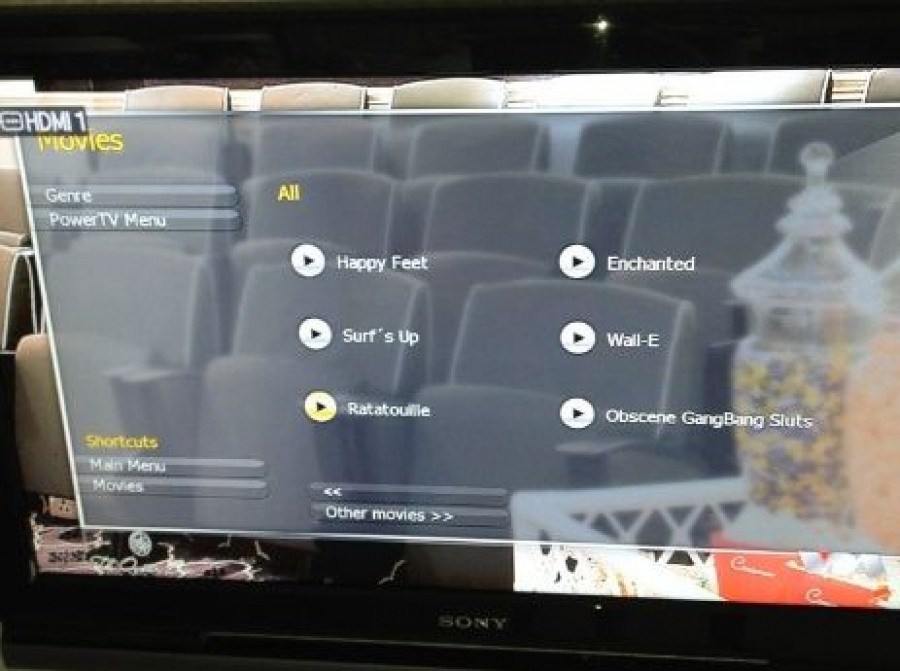 HDMI 1
Movies
Genre
PowerTV Menu
All
Happy Feet
Enchanted
Surf´s Up
Wall-E
Ratatouille
Obscene GangBang Sluts
Shortcuts
Main Menu
Movies
<<
Other movies >>
SONY